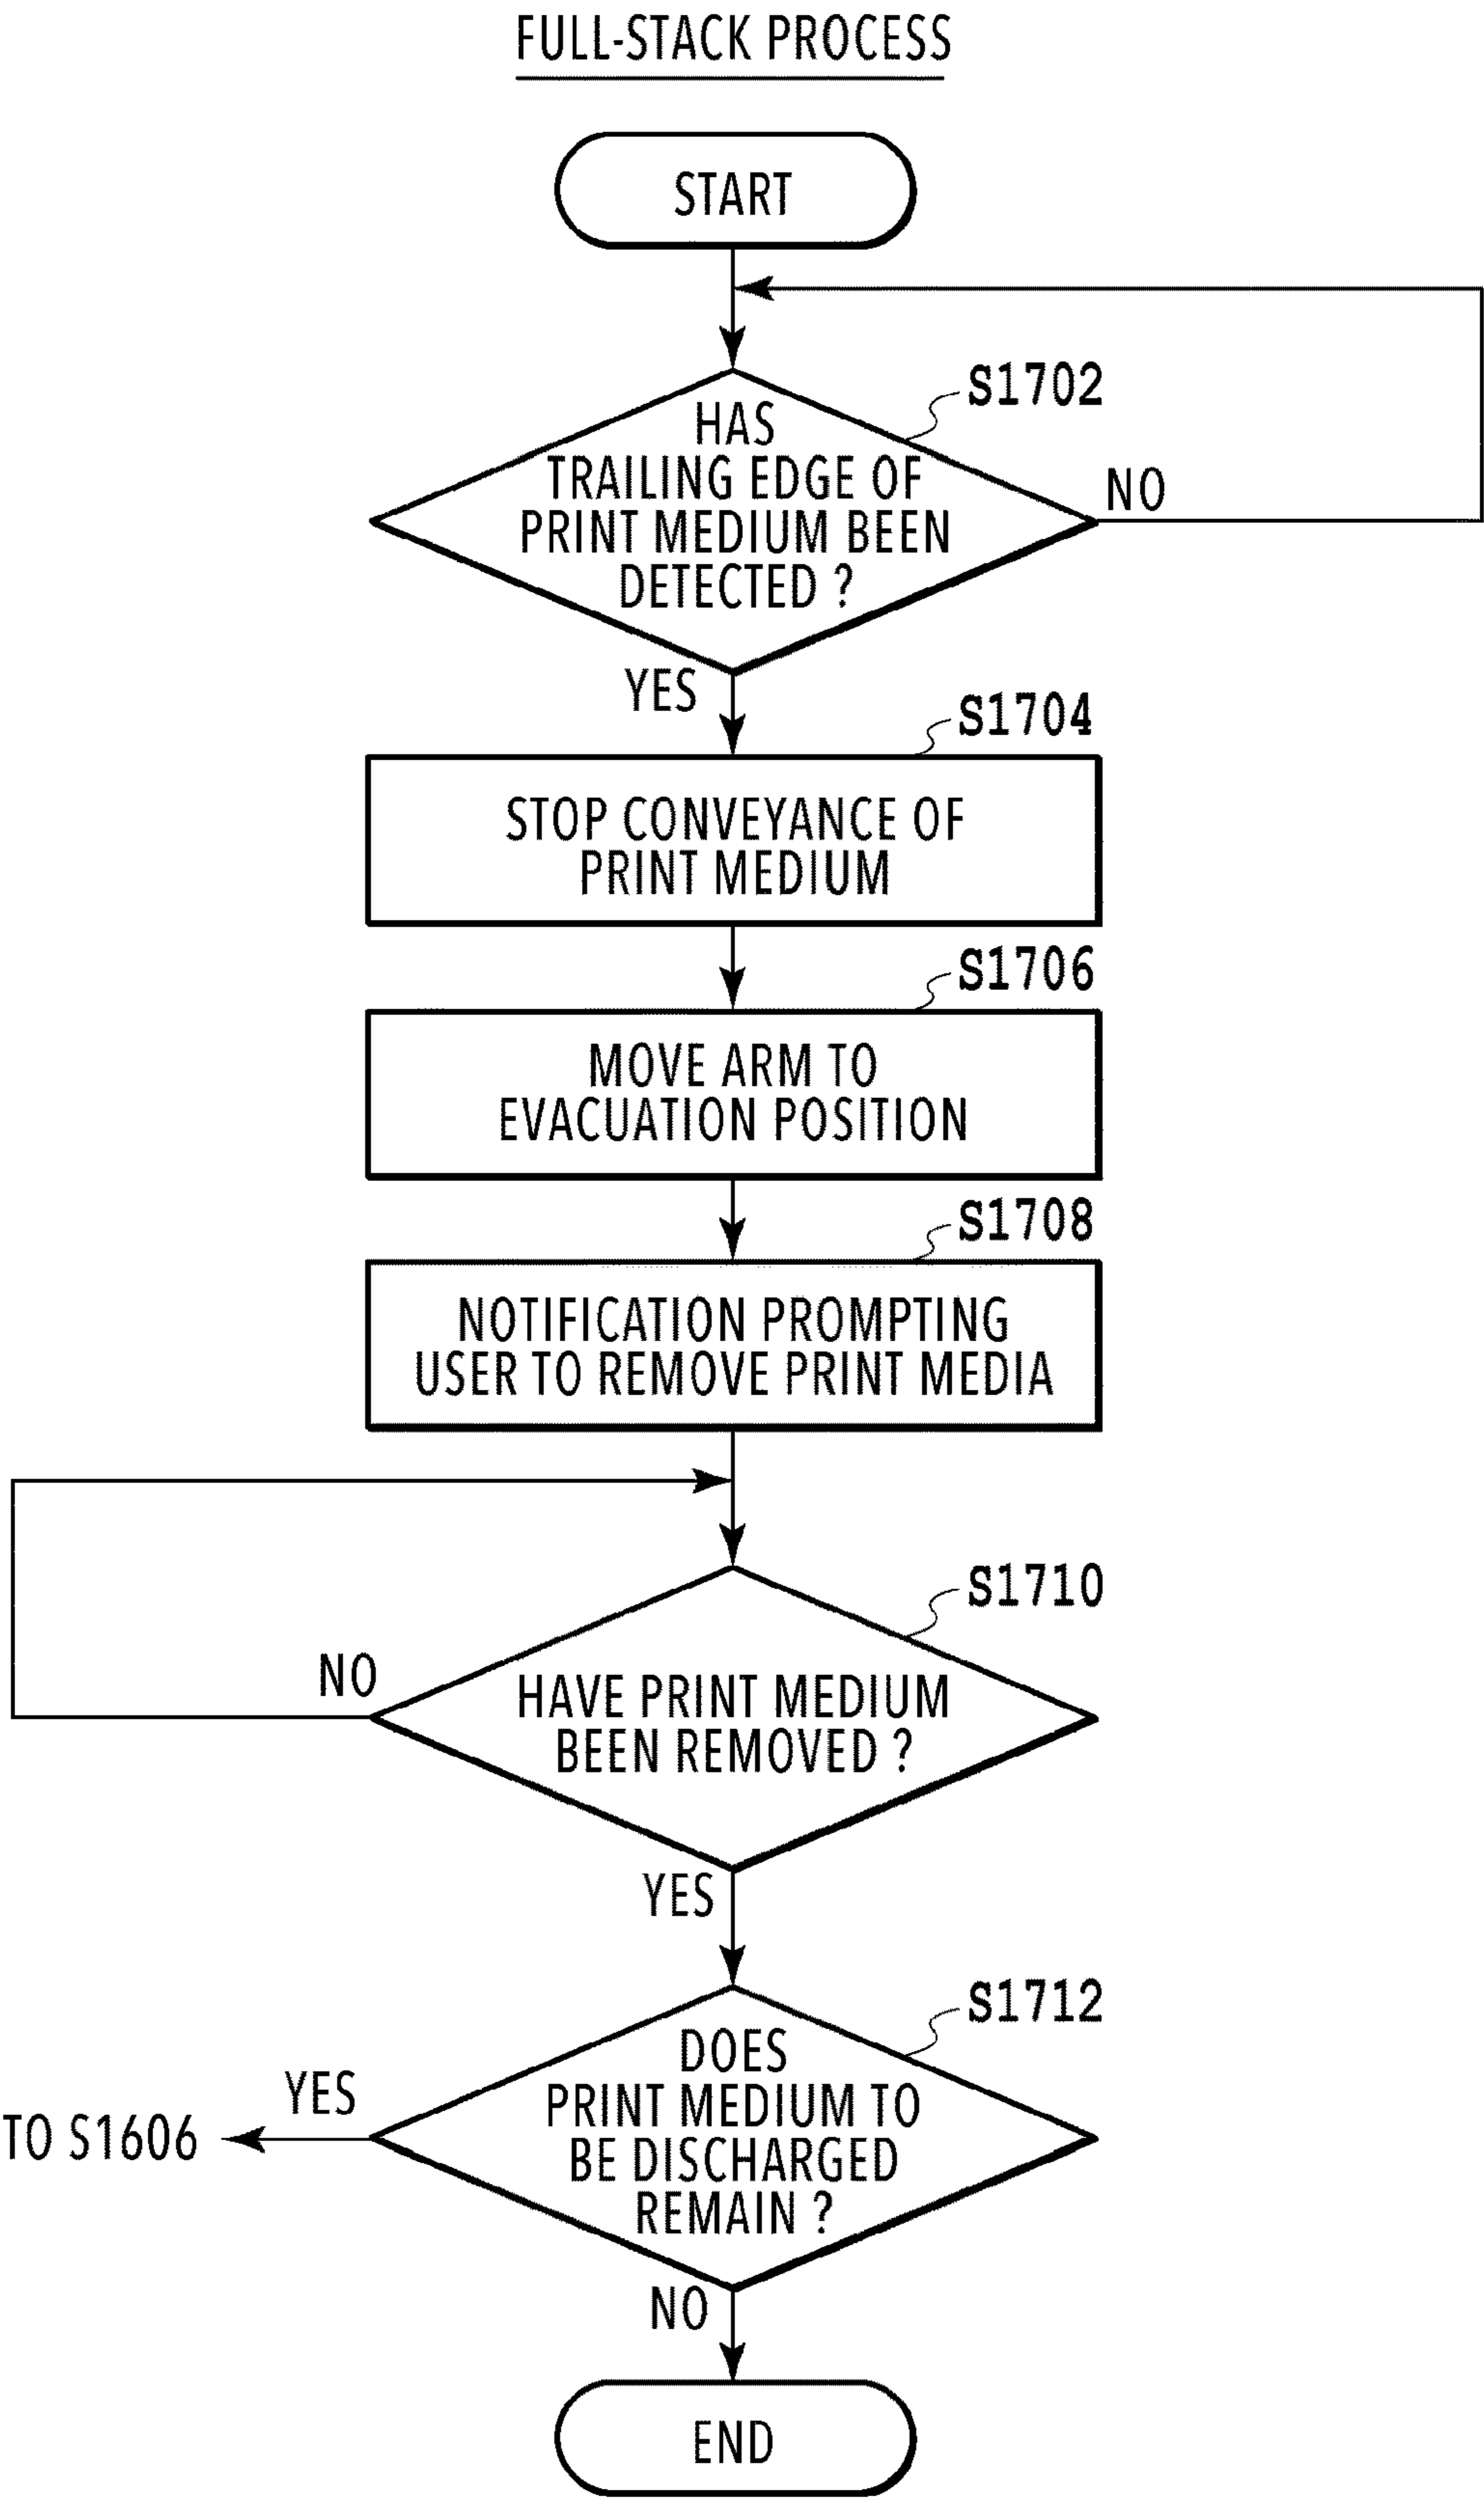 FULL-STACK PROCESS
START
S1702
HAS
TRAILING EDGE OF
PRINT MEDIUM BEEN
DETECTED ?
NO
YES
S1704
STOP CONVEYANCE OF
PRINT MEDIUM
S1706
MOVE ARM TO
EVACUATION POSITION
S1708
NOTIFICATION PROMPTING
USER TO REMOVE PRINT MEDIA
S1710
NO
HAVE PRINT MEDIUM
BEEN REMOVED ?
YES
S1712
DOES
PRINT MEDIUM TO
BE DISCHARGED
REMAIN ?
YES
TO S1606
NO
END